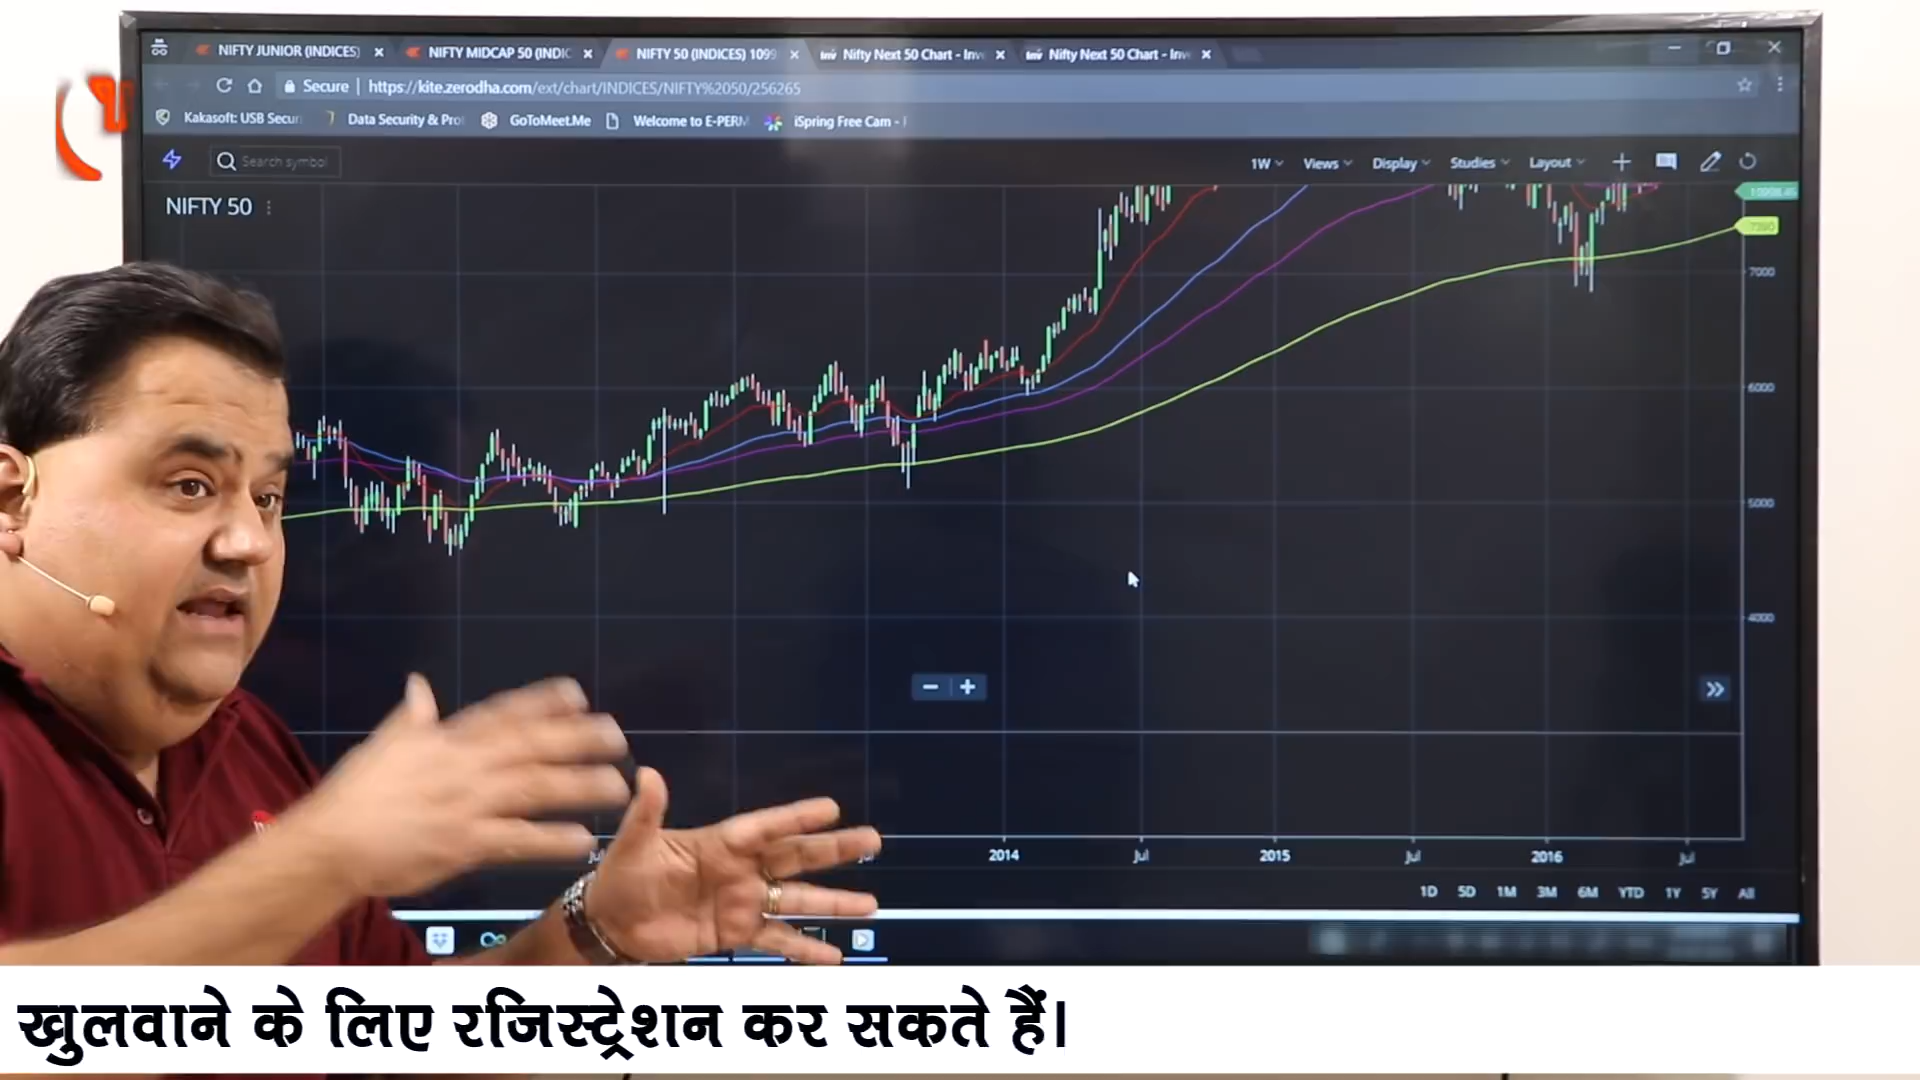 NIFTY JUNIOR (INDICES) NIFTY MIDCAP 50 (INDIC NIFTY 50 (INDICES) 1099 Nifty Next 50 Chart - Inv Nifty Next 50 Chart - Inv
Secure https://kite.zerodha.com/ext/chart/INDICES/NIFTY%2050/256265
Kakasoft: USB Secur Data Security & Pro GoToMeet.Me Welcome to E-PERM iSpring Free Cam -
Search symbol 1W Views Display Studies Layout
NIFTY 50
7000
6000
5000
4000
2014 Jul 2015 Jul 2016 Jul
1D 5D 1M 3M 6M YTD 1Y 5Y All
खुलवाने के लिए रजिस्ट्रेशन कर सकते हैं।